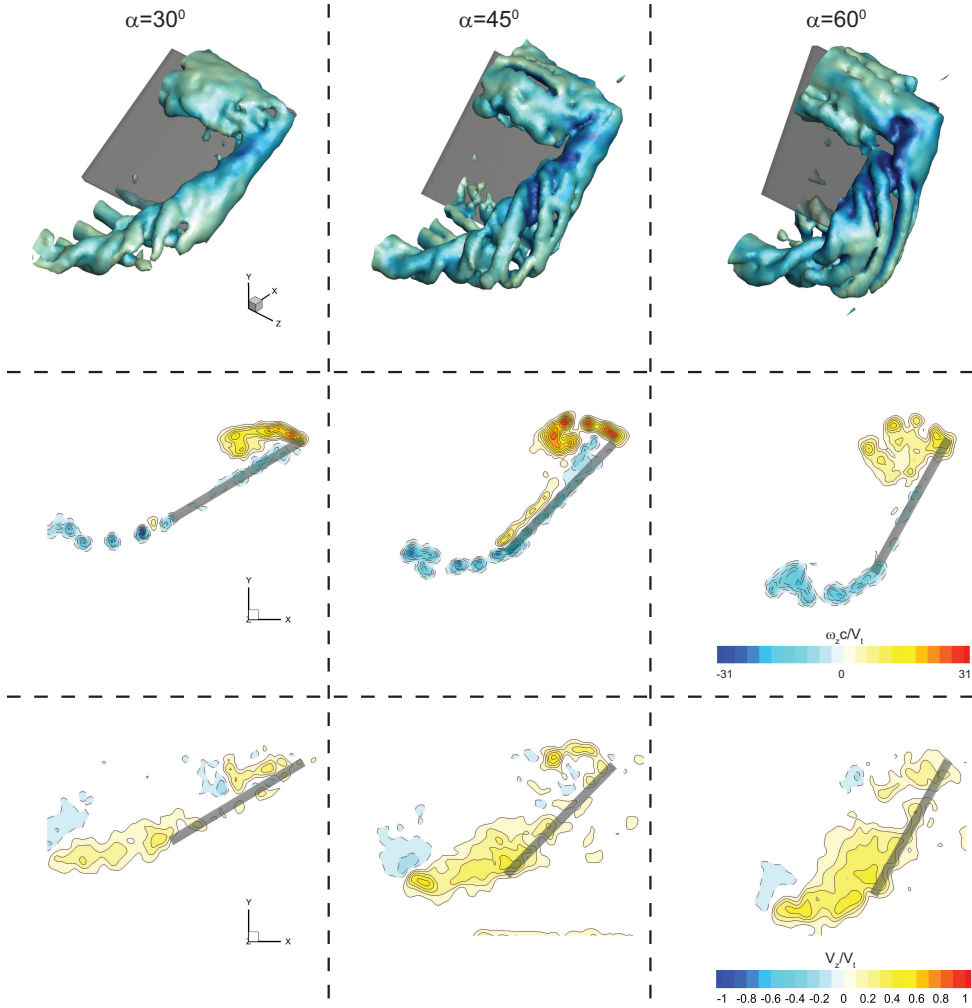 α=30⁰ α=45⁰ α=60⁰
Y
X
Z
Y
Z X
ω_z c/V_t
-31 0 31
Y
Z X
V_z/V_t
-1 -0.8 -0.6 -0.4 -0.2 0 0.2 0.4 0.6 0.8 1